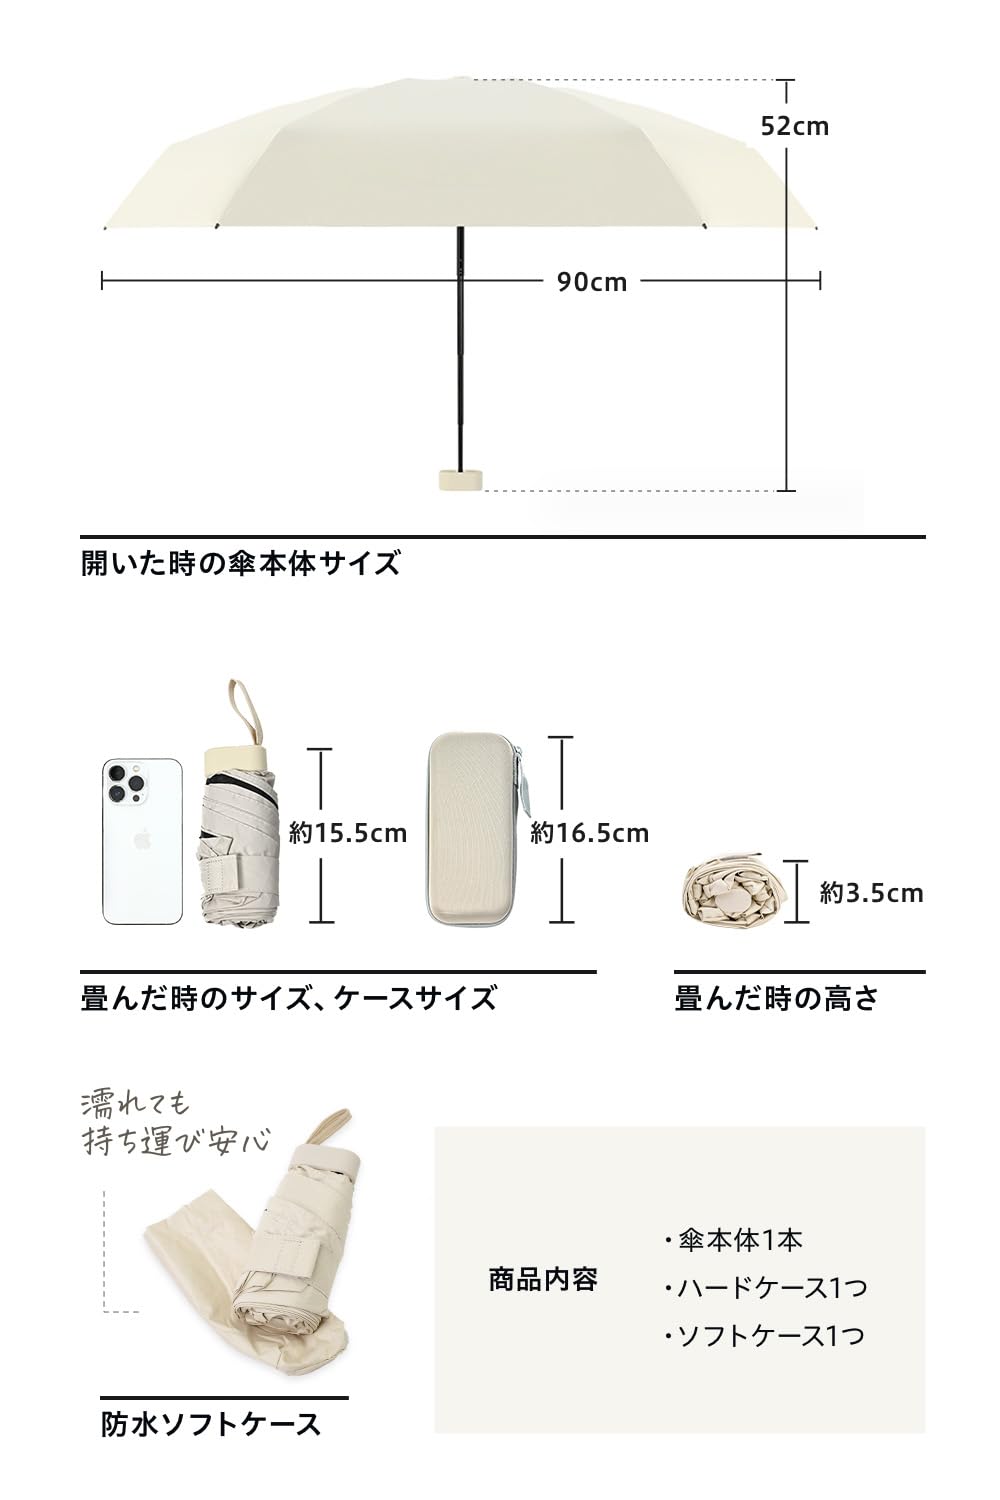 52cm
90cm
開いた時の傘本体サイズ
約15.5cm
約16.5cm
約3.5cm
畳んだ時のサイズ、ケースサイズ
畳んだ時の高さ
濡れても
持ち運び安心
・傘本体1本
商品内容
・ハードケース1つ
・ソフトケース1つ
防水ソフトケース